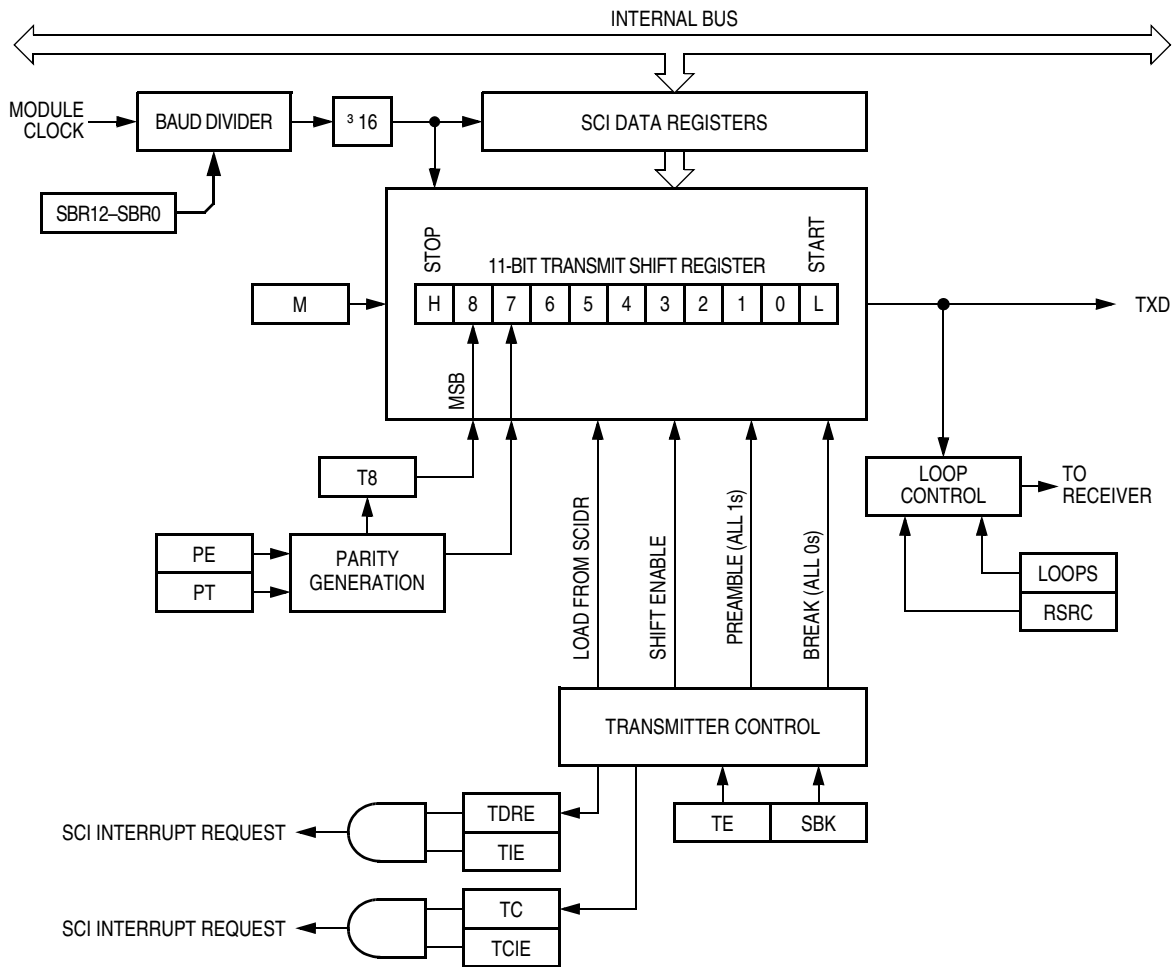 INTERNAL BUS
MODULE
CLOCK
BAUD DIVIDER
³ 16
SCI DATA REGISTERS
SBR12–SBR0
STOP
11-BIT TRANSMIT SHIFT REGISTER
START
M
H 8 7 6 5 4 3 2 1 0 L
TXD
MSB
T8
LOOP
CONTROL
TO
RECEIVER
PE
PT
PARITY
GENERATION
LOAD FROM SCIDR
SHIFT ENABLE
PREAMBLE (ALL 1s)
BREAK (ALL 0s)
LOOPS
RSRC
TRANSMITTER CONTROL
TE
SBK
SCI INTERRUPT REQUEST
TDRE
TIE
SCI INTERRUPT REQUEST
TC
TCIE